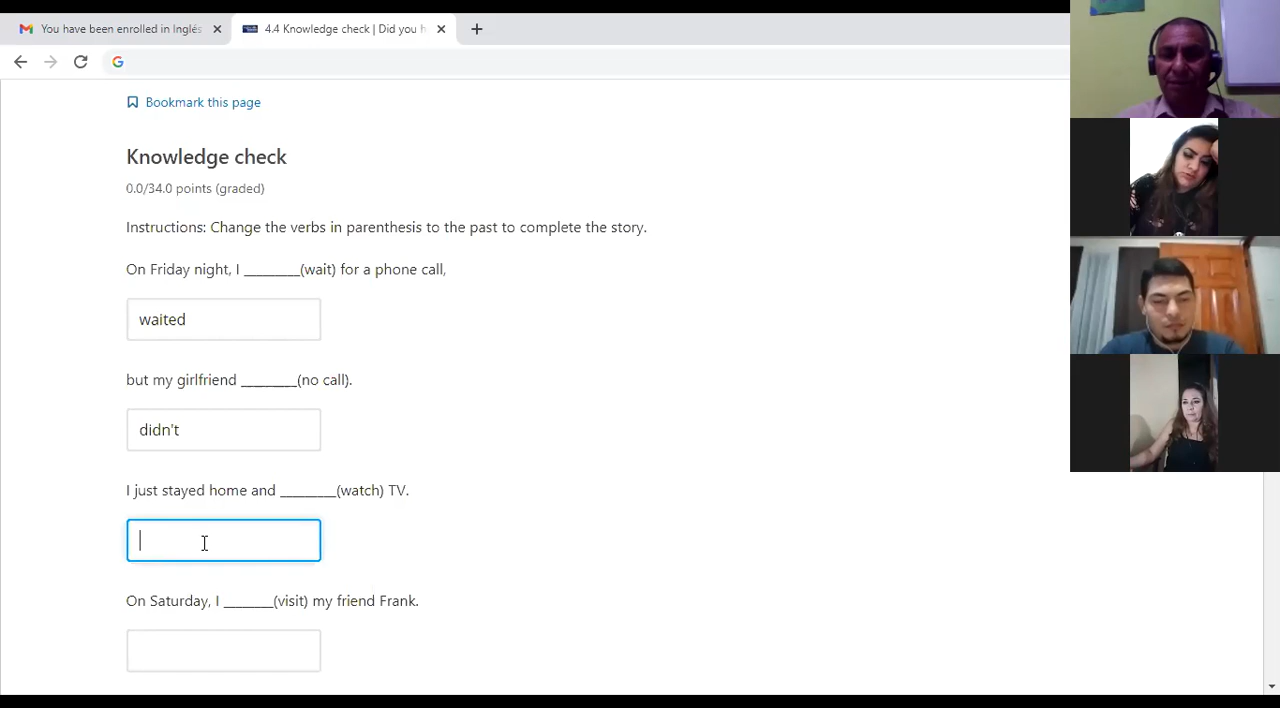 You have been enrolled in Inglés
4.4 Knowledge check | Did you h
Bookmark this page
Knowledge check
0.0/34.0 points (graded)
Instructions: Change the verbs in parenthesis to the past to complete the story.
On Friday night, I ________(wait) for a phone call,
waited
but my girlfriend ________(no call).
didn't
I just stayed home and ________(watch) TV.
On Saturday, I _______(visit) my friend Frank.